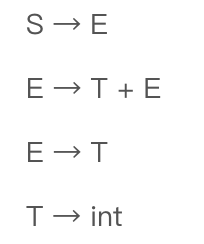 S → E
E → T + E
E → T
T → int